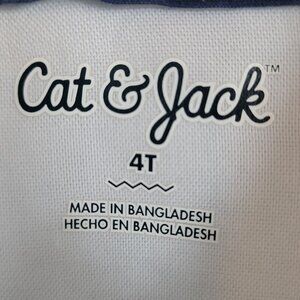 Cat & Jack™
4T
MADE IN BANGLADESH
HECHO EN BANGLADESH